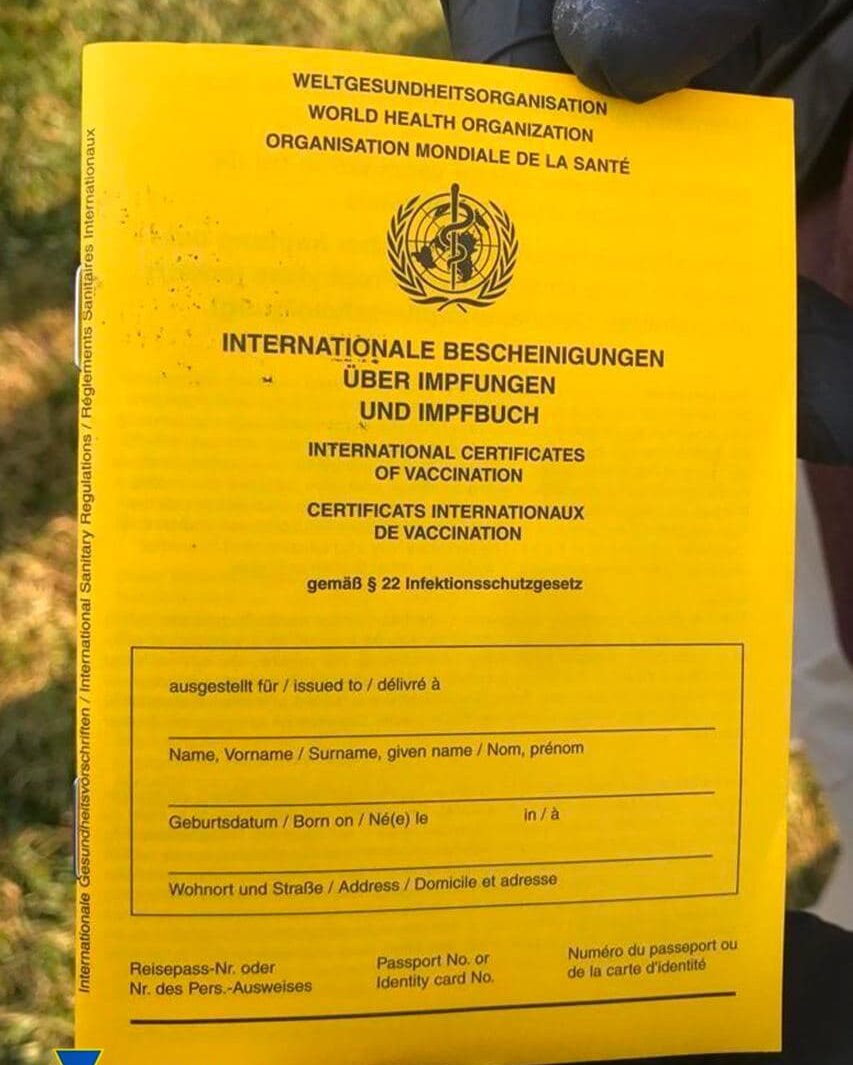 WELTGESUNDHEITSORGANISATION
WORLD HEALTH ORGANIZATION
ORGANISATION MONDIALE DE LA SANTÉ
INTERNATIONALE BESCHEINIGUNGEN
ÜBER IMPFUNGEN
UND IMPFBUCH
INTERNATIONAL CERTIFICATES
OF VACCINATION
CERTIFICATS INTERNATIONAUX
DE VACCINATION
gemäß § 22 Infektionsschutzgesetz
ausgestellt für / issued to / délivré à
Name, Vorname / Surname, given name / Nom, prénom
Geburtsdatum / Born on / Né(e) le in / à
Wohnort und Straße / Address / Domicile et adresse
Reisepass-Nr. oder
Nr. des Pers.-Ausweises
Passport No. or
Identity card No.
Numéro du passeport ou
de la carte d'identité
Internationale Gesundheitsvorschriften / International Sanitary Regulations / Réglements Sanitaires Internationaux